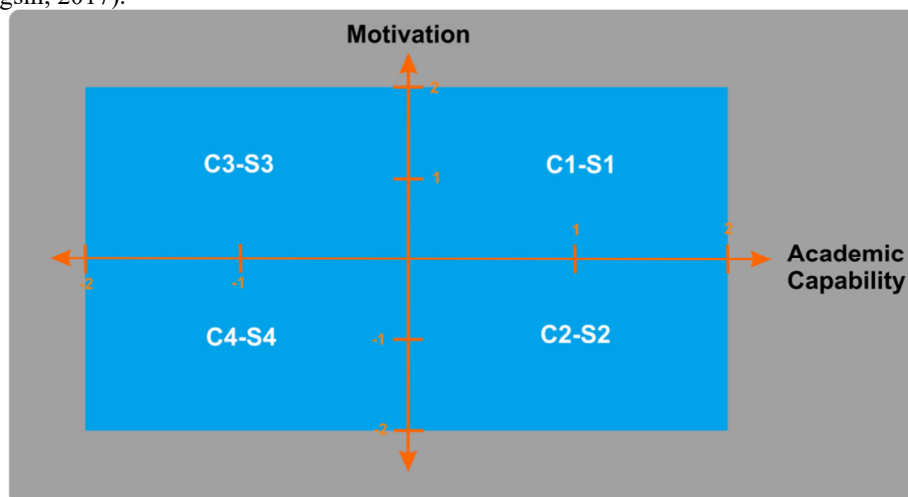 2017).
Motivation
2
C3-S3
C1-S1
1
1
2
Academic
Capability
-2
-1
C4-S4
-1
C2-S2
-2